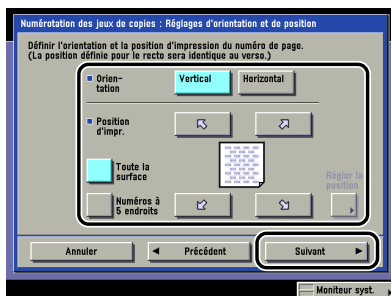 Numérotation des jeux de copies : Réglages d'orientation et de position
Définir l'orientation et la position d'impression du numéro de page.
(La position définie pour le recto sera identique au verso.)
Orien-
tation
Vertical
Horizontal
Position
d'impr.
Toute la
surface
Régler la
position
Numéros à
5 endroits
Annuler
Précédent
Suivant
Moniteur syst.